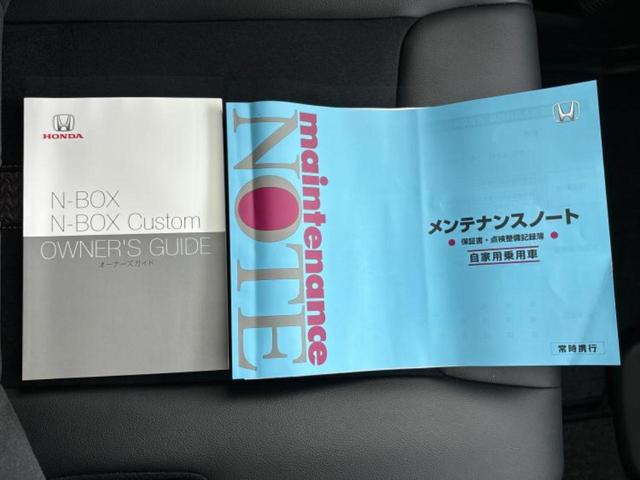 HONDA
N-BOX
N-BOX Custom
OWNER'S GUIDE
オーナーズガイド
maintenance
NOTE
メンテナンスノート
保証書・点検整備記録簿
自家用乗用車
常時携行